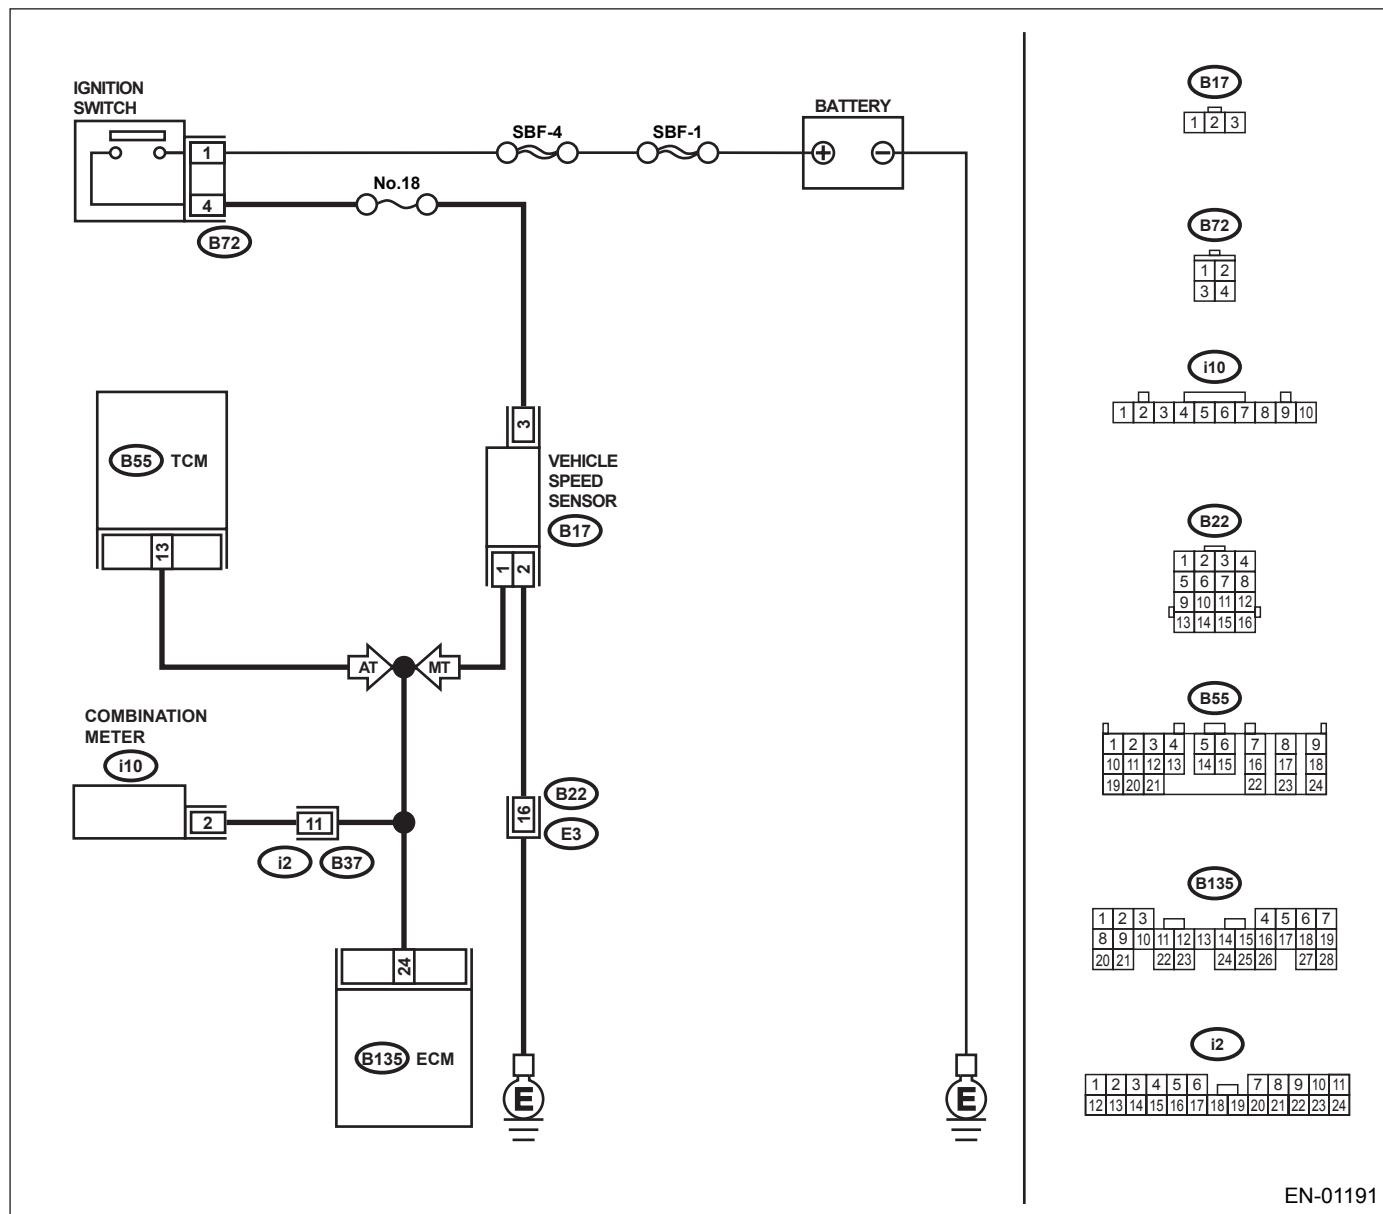 IGNITION
SWITCH
BATTERY
SBF-4
SBF-1
1
4
No.18
B72
3
B55 TCM
13
VEHICLE
SPEED
SENSOR
B17
1 2
AT
MT
COMBINATION
METER
i10
2
11
i2
B37
16
B22
E3
24
B135 ECM
E
E
B17
1 2 3
B72
1 2
3 4
i10
1 2 3 4 5 6 7 8 9 10
B22
1 2 3 4
5 6 7 8
9 10 11 12
13 14 15 16
B55
1 2 3 4 5 6 7 8 9
10 11 12 13 14 15 16 17 18
19 20 21 22 23 24
B135
1 2 3 4 5 6 7
8 9 10 11 12 13 14 15 16 17 18 19
20 21 22 23 24 25 26 27 28
i2
1 2 3 4 5 6 7 8 9 10 11
12 13 14 15 16 17 18 19 20 21 22 23 24
EN-01191